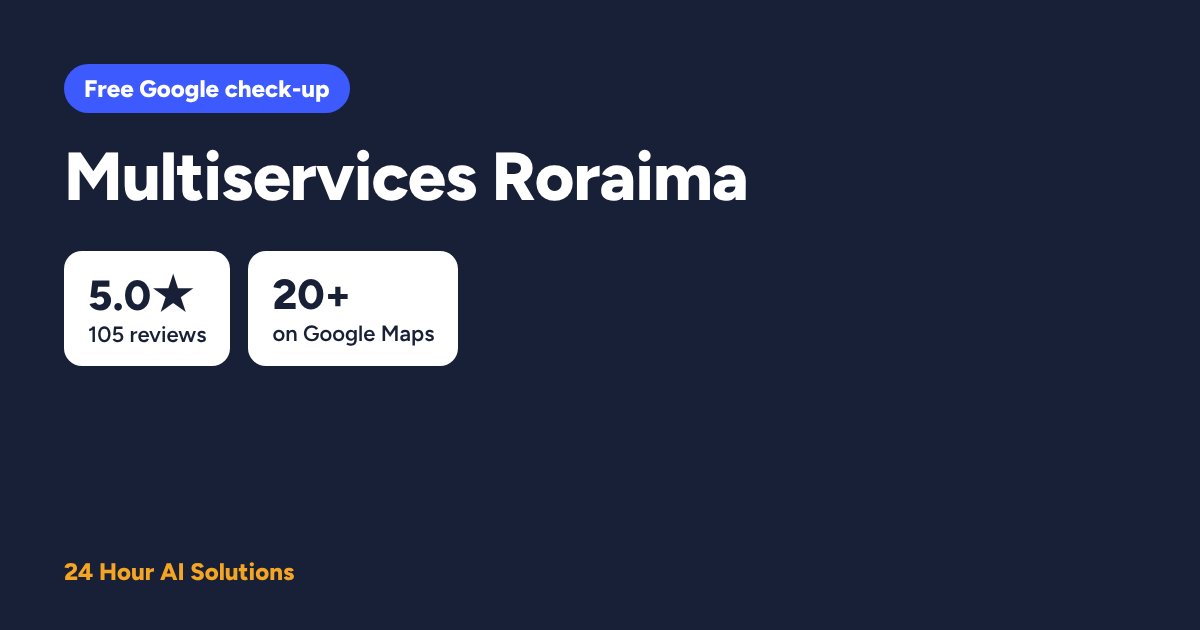 Free Google check-up
Multiservices Roraima
5.0★
105 reviews
20+
on Google Maps
24 Hour AI Solutions